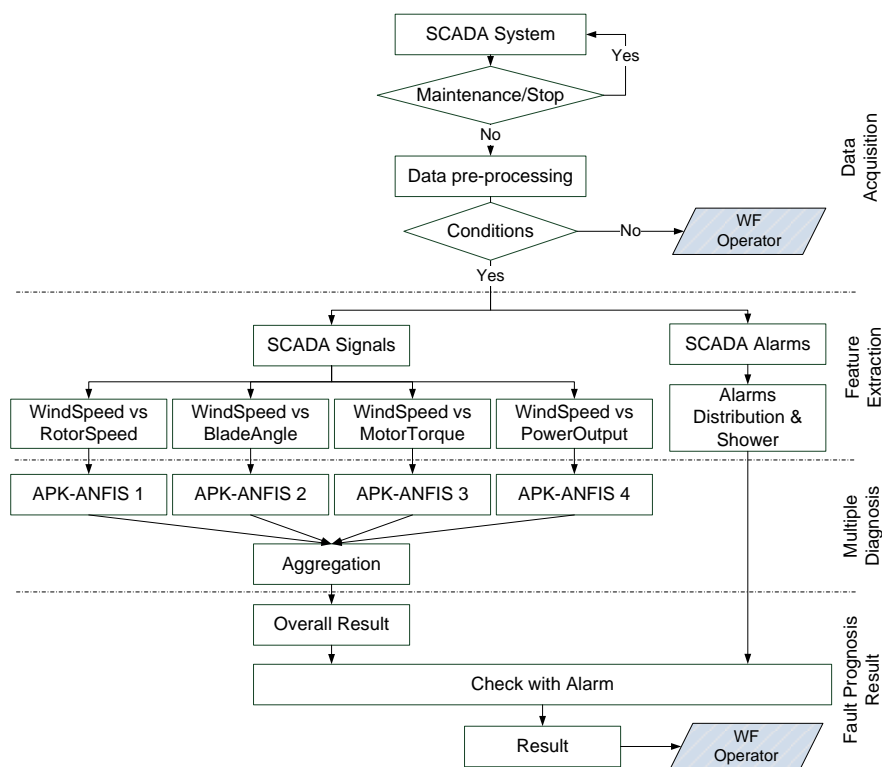 SCADA System
Yes
Maintenance/Stop
No
Data pre-processing
Conditions
No
WF
Operator
Yes
Data
Acquisition
SCADA Signals
SCADA Alarms
WindSpeed vs
RotorSpeed
WindSpeed vs
BladeAngle
WindSpeed vs
MotorTorque
WindSpeed vs
PowerOutput
Alarms
Distribution &
Shower
Feature
Extraction
APK-ANFIS 1
APK-ANFIS 2
APK-ANFIS 3
APK-ANFIS 4
Aggregation
Multiple
Diagnosis
Overall Result
Check with Alarm
Result
WF
Operator
Fault Prognosis
Result